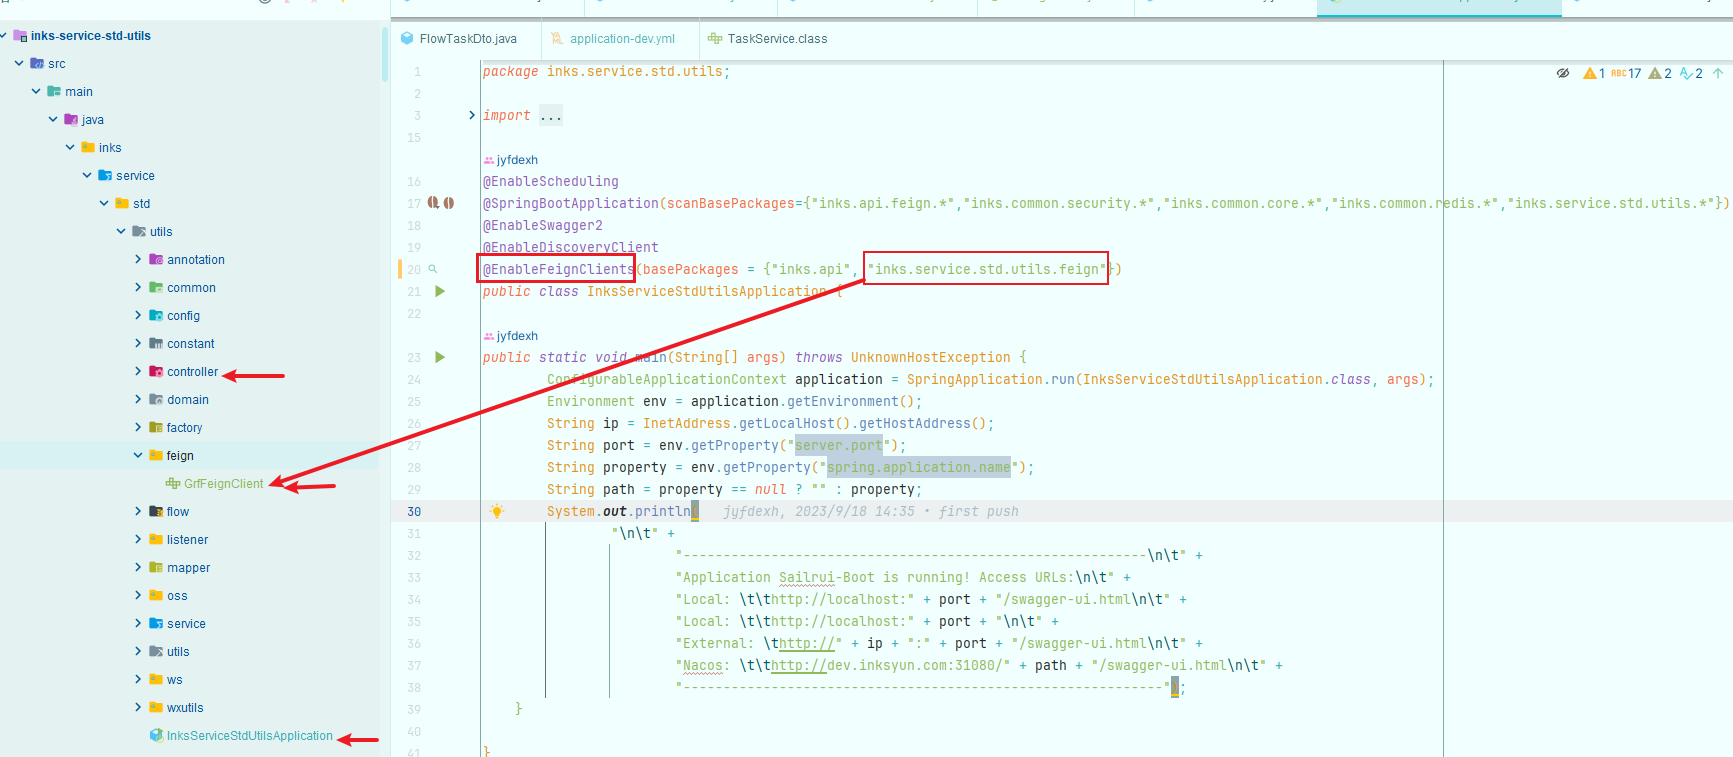 inks-service-std-utils
src
main
java
inks
service
std
utils
annotation
common
config
constant
controller
domain
factory
feign
GrfFeignClient
flow
listener
mapper
oss
service
utils
ws
wxutils
InksServiceStdUtilsApplication
FlowTaskDto.java
application-dev.yml
TaskService.class
1 package inks.service.std.utils;
1 ABC 17 2 2
2
3 import ...
15
jyfdexh
16 @EnableScheduling
17 @SpringBootApplication(scanBasePackages={"inks.api.feign.*","inks.common.security.*","inks.common.core.*","inks.common.redis.*","inks.service.std.utils.*"})
18 @EnableSwagger2
19 @EnableDiscoveryClient
20 @EnableFeignClients(basePackages = {"inks.api", "inks.service.std.utils.feign"})
21 public class InksServiceStdUtilsApplication {
22
jyfdexh
23 public static void main(String[] args) throws UnknownHostException {
24 ConfigurableApplicationContext application = SpringApplication.run(InksServiceStdUtilsApplication.class, args);
25 Environment env = application.getEnvironment();
26 String ip = InetAddress.getLocalHost().getHostAddress();
27 String port = env.getProperty("server.port");
28 String property = env.getProperty("spring.application.name");
29 String path = property == null ? "" : property;
30 System.out.println( jyfdexh, 2023/9/18 14:35 • first push
31 "\n\t" +
32 "----------------------------------------------------------\n\t" +
33 "Application Sailrui-Boot is running! Access URLs:\n\t" +
34 "Local: \t\thttp://localhost:" + port + "/swagger-ui.html\n\t" +
35 "Local: \t\thttp://localhost:" + port + "\n\t" +
36 "External: \thttp://" + ip + ":" + port + "/swagger-ui.html\n\t" +
37 "Nacos: \t\thttp://dev.inksyun.com:31080/" + path + "/swagger-ui.html\n\t" +
38 "------------------------------------------------------------");
39 }
40
41 }